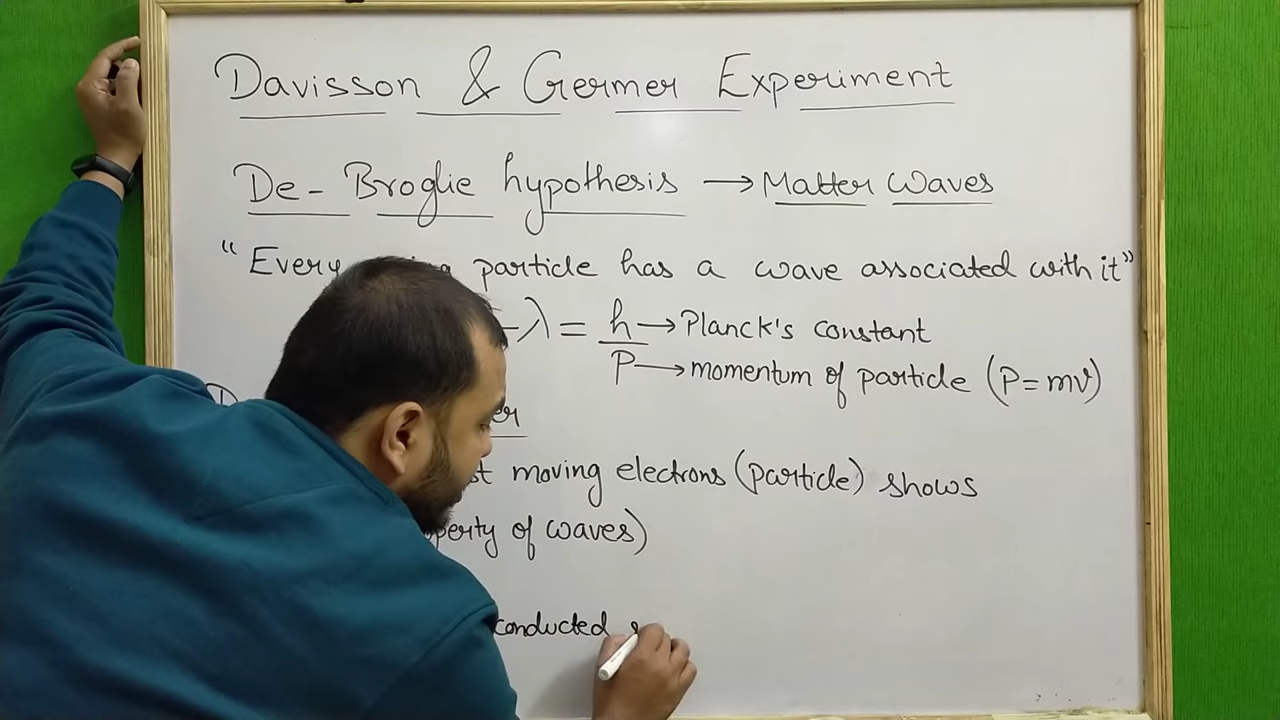 Davisson & Germer Experiment
De-Broglie hypothesis → Matter Waves
"Every particle has a wave associated with it"
λ = h → Planck's constant
P → momentum of particle (P = mv)
moving electrons (particle) shows
of waves)
conducted